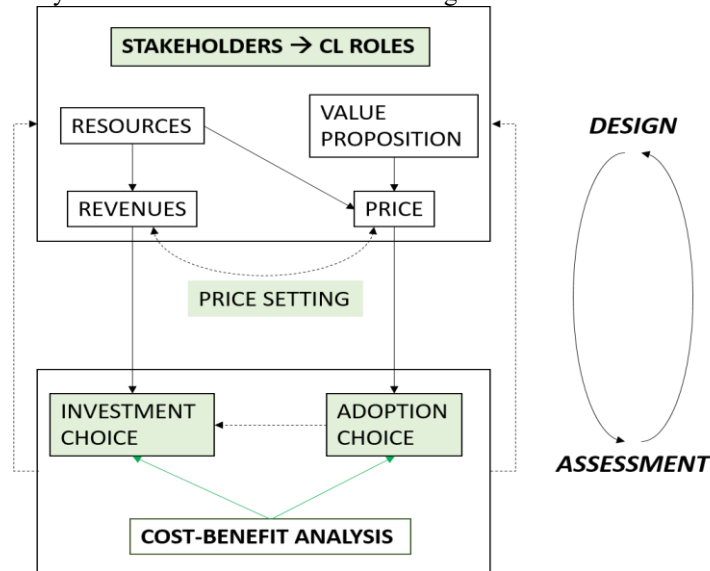 STAKEHOLDERS → CL ROLES
RESOURCES
VALUE
PROPOSITION
DESIGN
REVENUES
PRICE
PRICE SETTING
INVESTMENT
CHOICE
ADOPTION
CHOICE
ASSESSMENT
COST-BENEFIT ANALYSIS